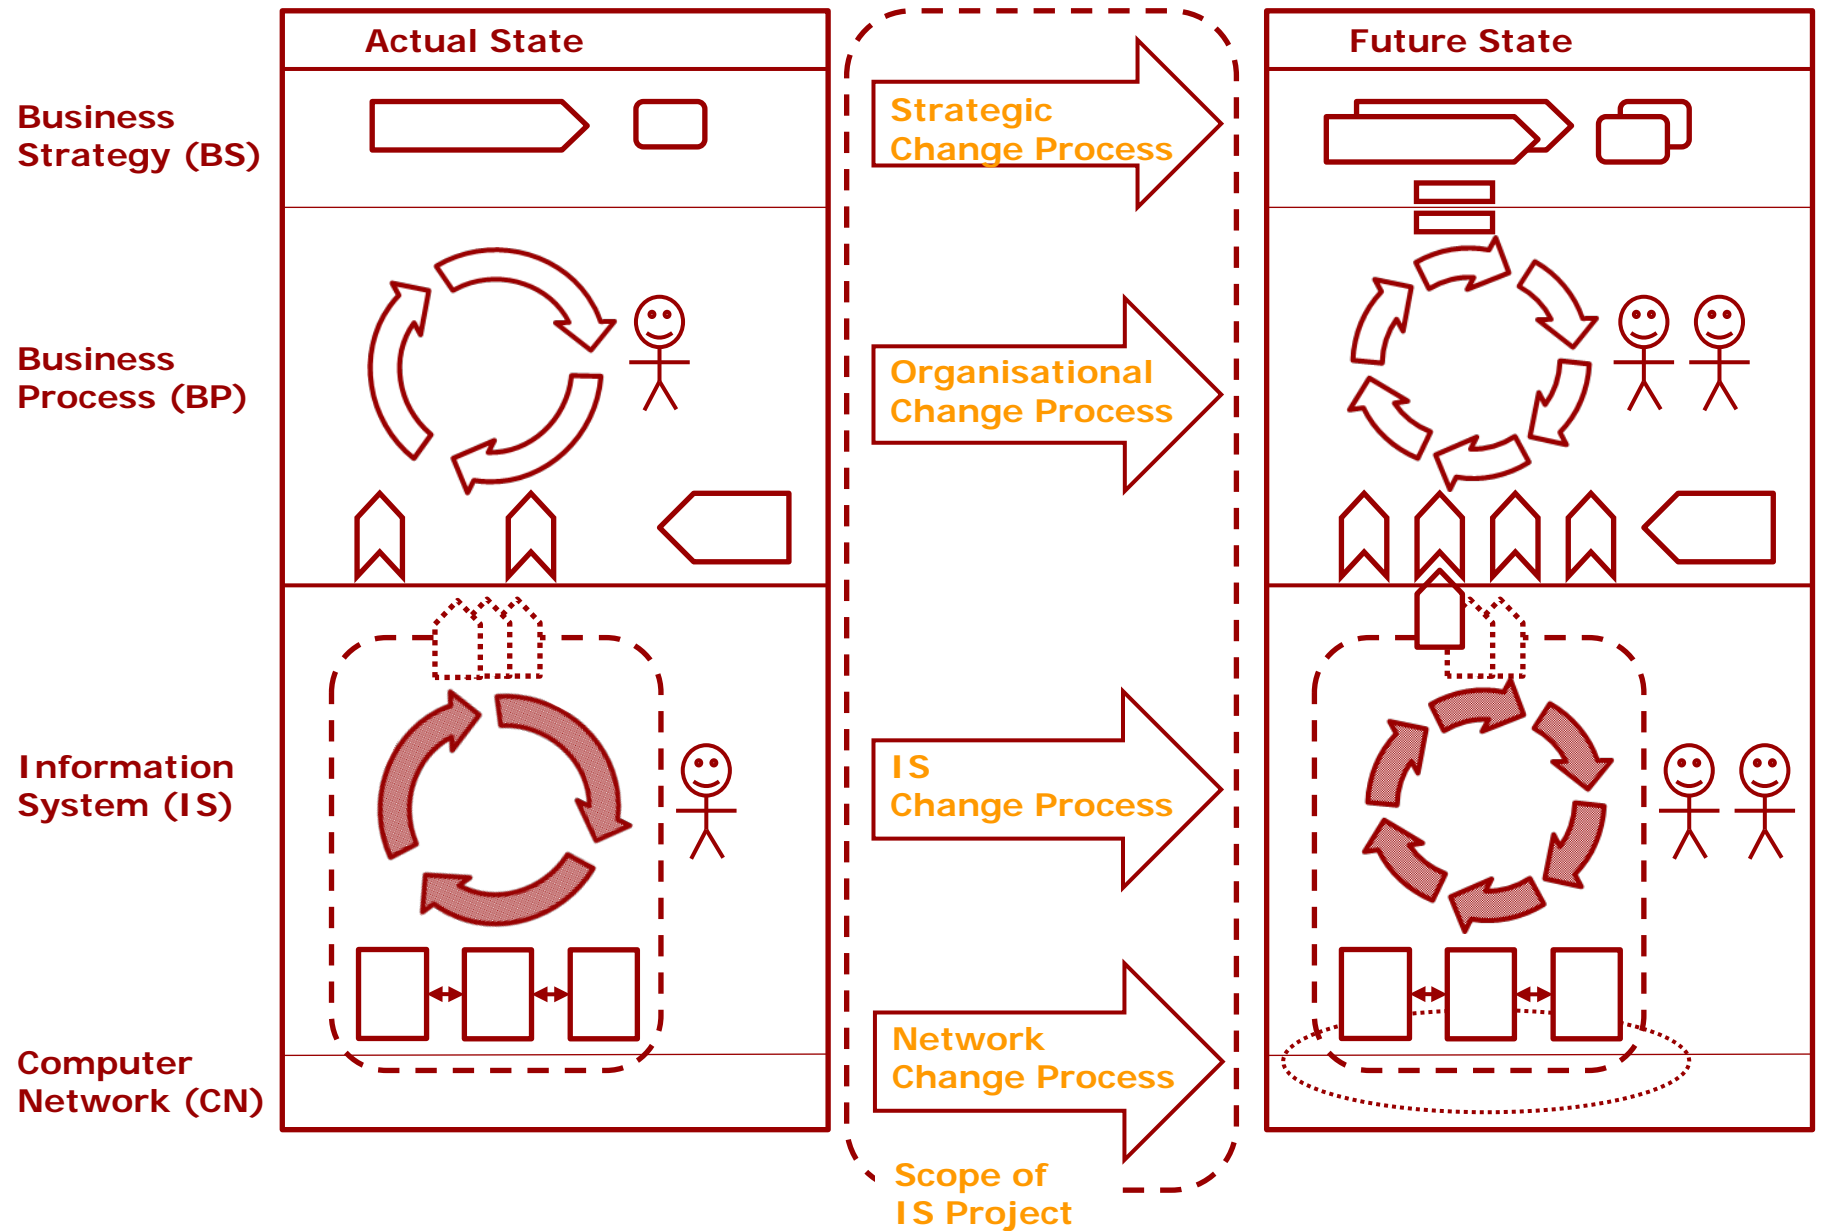 Actual State
Future State
Business
Strategy (BS)
Strategic
Change Process
Business
Process (BP)
Organisational
Change Process
Information
System (IS)
IS
Change Process
Computer
Network (CN)
Network
Change Process
Scope of
IS Project